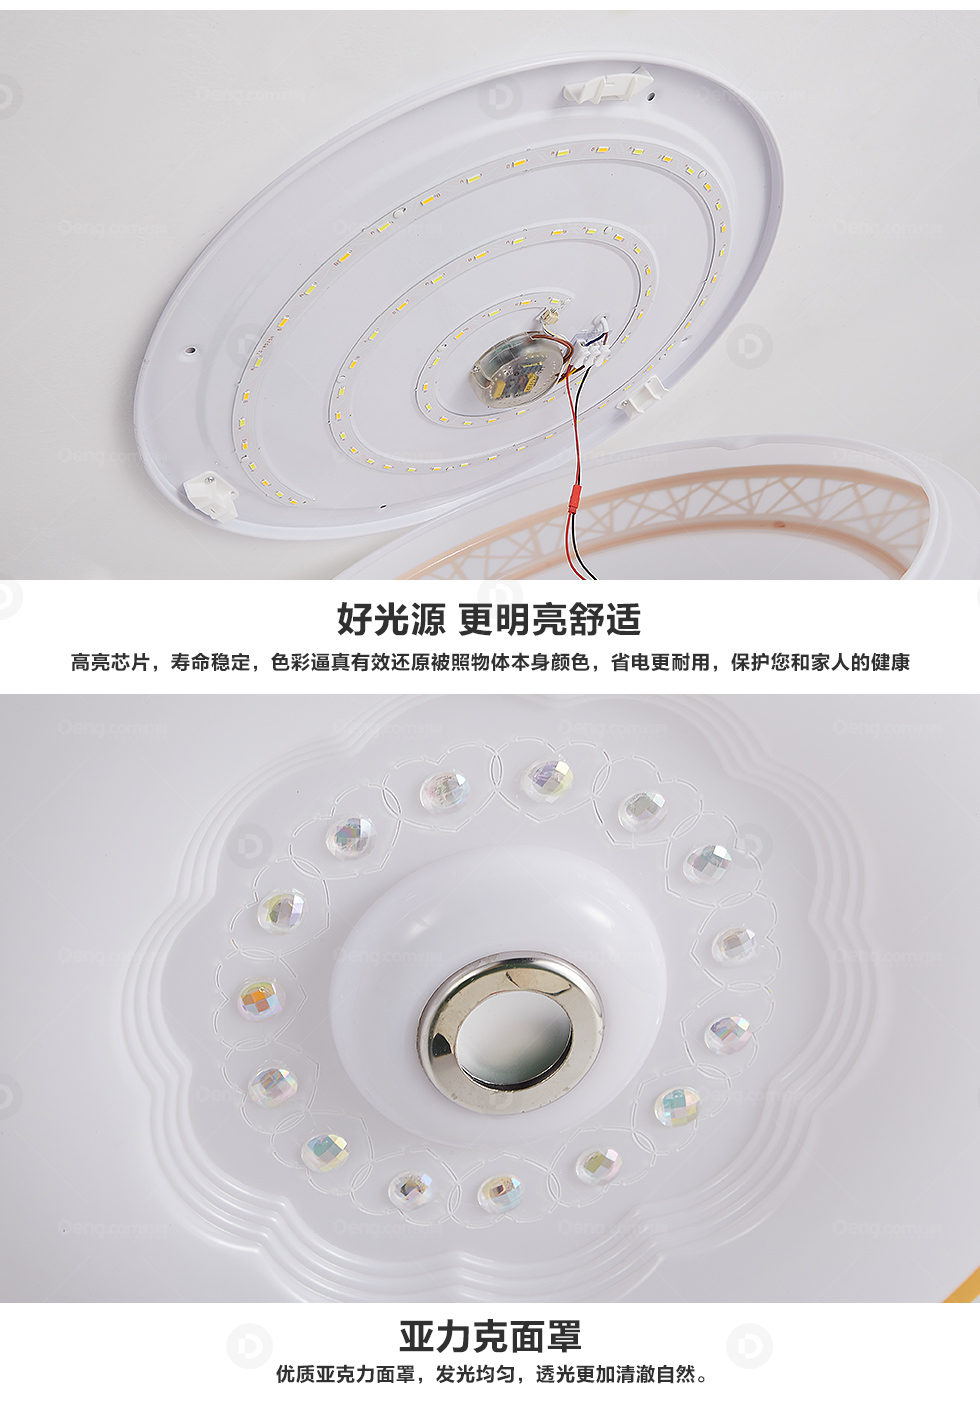 好光源 更明亮舒适
高亮芯片，寿命稳定，色彩逼真有效还原被照物体本身颜色，省电更耐用，保护您和家人的健康
亚力克面罩
优质亚克力面罩，发光均匀，透光更加清澈自然。